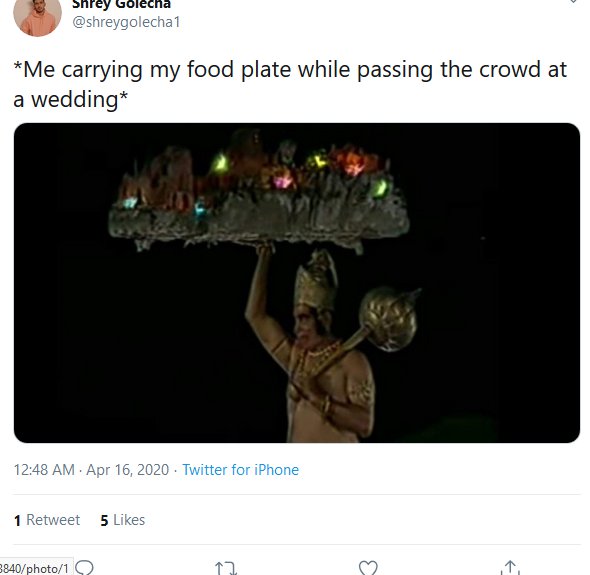 Shrey Golecha
@shreygolecha1
*Me carrying my food plate while passing the crowd at
a wedding*
12:48 AM · Apr 16, 2020 · Twitter for iPhone
1 Retweet 5 Likes
3840/photo/1